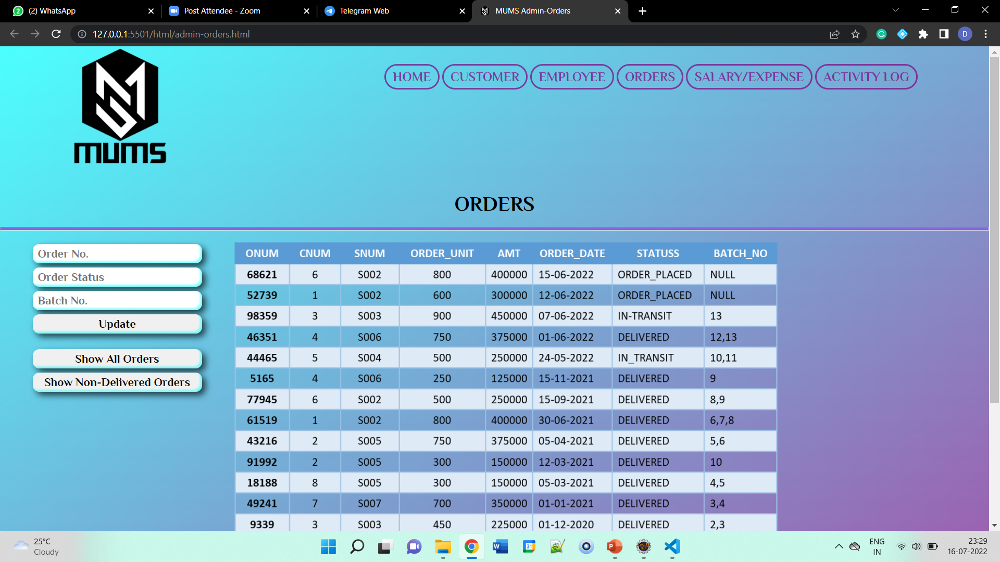 2 (2) WhatsApp
Post Attendee - Zoom
Telegram Web
MUMS Admin-Orders
127.0.0.1:5501/html/admin-orders.html
D
MUMS
HOME CUSTOMER EMPLOYEE ORDERS SALARY/EXPENSE ACTIVITY LOG
ORDERS
Order No.
Order Status
Batch No.
Update
Show All Orders
Show Non-Delivered Orders
ONUM CNUM SNUM ORDER_UNIT AMT ORDER_DATE STATUSS BATCH_NO
68621 6 S002 800 400000 15-06-2022 ORDER_PLACED NULL
52739 1 S002 600 300000 12-06-2022 ORDER_PLACED NULL
98359 3 S003 900 450000 07-06-2022 IN-TRANSIT 13
46351 4 S006 750 375000 01-06-2022 DELIVERED 12,13
44465 5 S004 500 250000 24-05-2022 IN_TRANSIT 10,11
5165 4 S006 250 125000 15-11-2021 DELIVERED 9
77945 6 S002 500 250000 15-09-2021 DELIVERED 8,9
61519 1 S002 800 400000 30-06-2021 DELIVERED 6,7,8
43216 2 S005 750 375000 05-04-2021 DELIVERED 5,6
91992 2 S005 300 150000 12-03-2021 DELIVERED 10
18188 8 S005 300 150000 05-03-2021 DELIVERED 4,5
49241 7 S007 700 350000 01-01-2021 DELIVERED 3,4
9339 3 S003 450 225000 01-12-2020 DELIVERED 2,3
25°C
Cloudy
31
ENG
IN
23:29
16-07-2022